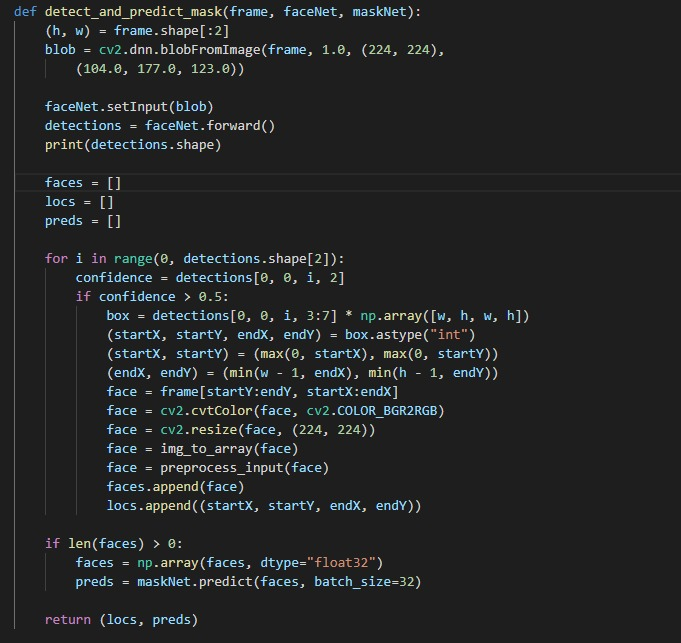 def detect_and_predict_mask(frame, faceNet, maskNet):
    (h, w) = frame.shape[:2]
    blob = cv2.dnn.blobFromImage(frame, 1.0, (224, 224),
        (104.0, 177.0, 123.0))

    faceNet.setInput(blob)
    detections = faceNet.forward()
    print(detections.shape)

    faces = []
    locs = []
    preds = []

    for i in range(0, detections.shape[2]):
        confidence = detections[0, 0, i, 2]
        if confidence > 0.5:
            box = detections[0, 0, i, 3:7] * np.array([w, h, w, h])
            (startX, startY, endX, endY) = box.astype("int")
            (startX, startY) = (max(0, startX), max(0, startY))
            (endX, endY) = (min(w - 1, endX), min(h - 1, endY))
            face = frame[startY:endY, startX:endX]
            face = cv2.cvtColor(face, cv2.COLOR_BGR2RGB)
            face = cv2.resize(face, (224, 224))
            face = img_to_array(face)
            face = preprocess_input(face)
            faces.append(face)
            locs.append((startX, startY, endX, endY))

    if len(faces) > 0:
        faces = np.array(faces, dtype="float32")
        preds = maskNet.predict(faces, batch_size=32)

    return (locs, preds)